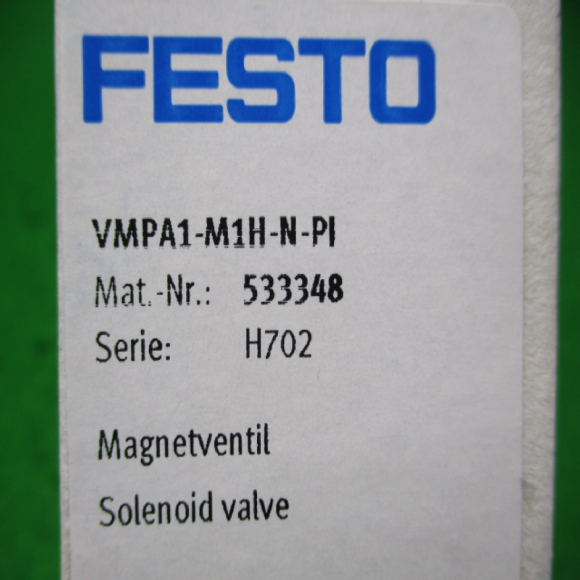 FESTO
VMPA1-M1H-N-PI
Mat.-Nr.: 533348
Serie: H702
Magnetventil
Solenoid valve